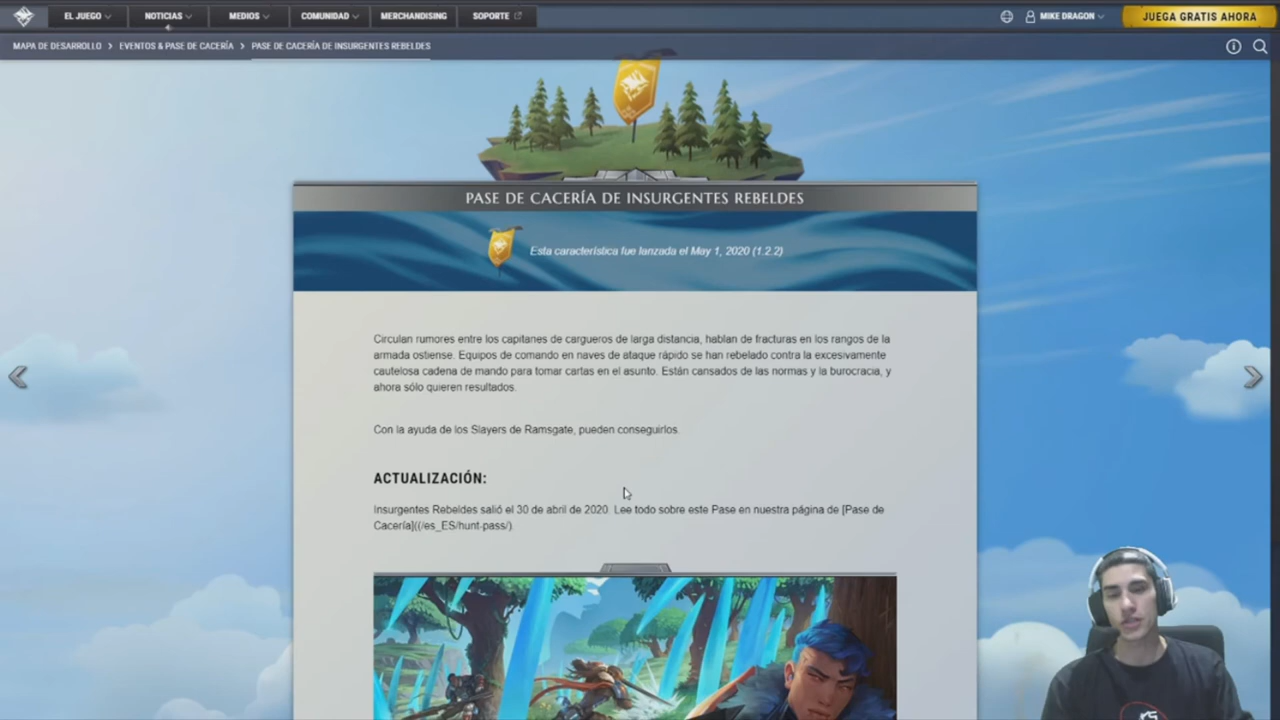 EL JUEGO
NOTICIAS
MEDIOS
COMUNIDAD
MERCHANDISING
SOPORTE
MIKE DRAGON
JUEGA GRATIS AHORA
MAPA DE DESARROLLO > EVENTOS & PASE DE CACERÍA > PASE DE CACERÍA DE INSURGENTES REBELDES
PASE DE CACERÍA DE INSURGENTES REBELDES
Esta característica fue lanzada el May 1, 2020 (1.2.2)
Circulan rumores entre los capitanes de cargueros de larga distancia, hablan de fracturas en los rangos de la
armada ostiense. Equipos de comando en naves de ataque rápido se han rebelado contra la excesivamente
cautelosa cadena de mando para tomar cartas en el asunto. Están cansados de las normas y la burocracia, y
ahora sólo quieren resultados.
Con la ayuda de los Slayers de Ramsgate, pueden conseguirlos.
ACTUALIZACIÓN:
Insurgentes Rebeldes salió el 30 de abril de 2020. Lee todo sobre este Pase en nuestra página de [Pase de
Cacería]((/es_ES/hunt-pass/).